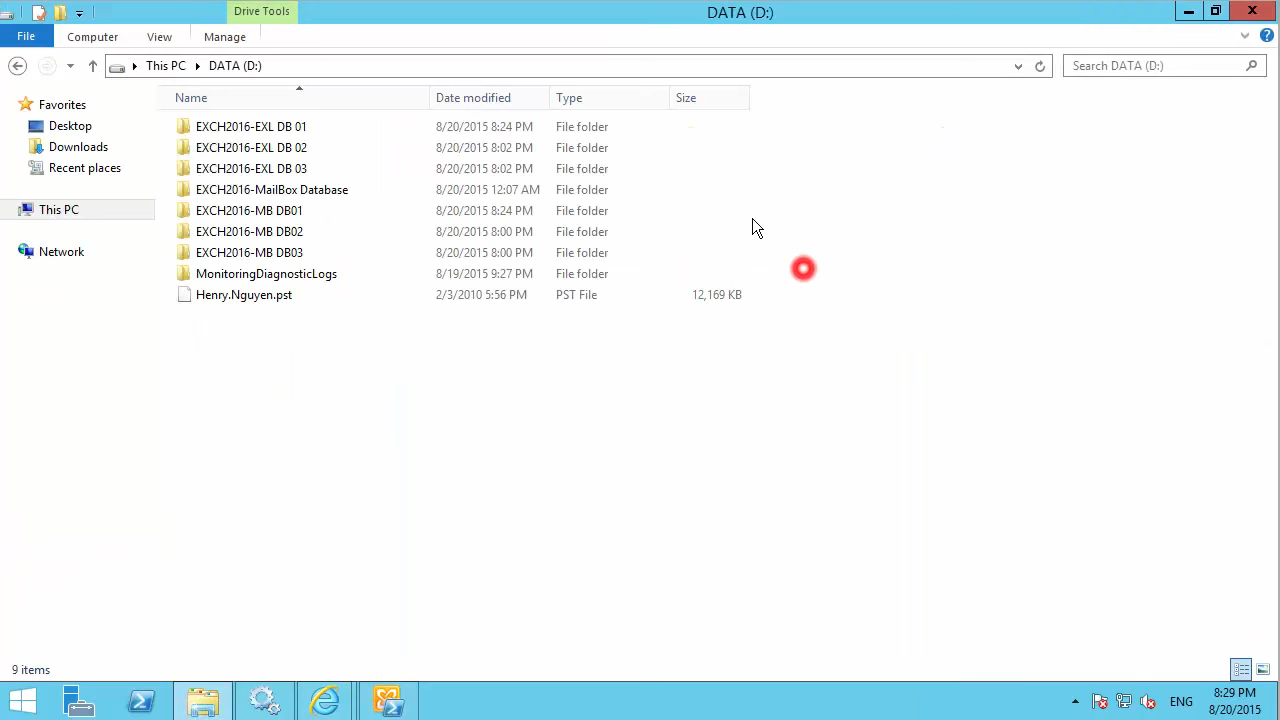 Drive Tools
DATA (D:)
File
Computer
View
Manage
This PC
DATA (D:)
Search DATA (D:)
Name
Date modified
Type
Size
Favorites
Desktop
Downloads
Recent places
This PC
Network
EXCH2016-EXL DB 01 8/20/2015 8:24 PM File folder
EXCH2016-EXL DB 02 8/20/2015 8:02 PM File folder
EXCH2016-EXL DB 03 8/20/2015 8:02 PM File folder
EXCH2016-MailBox Database 8/20/2015 12:07 AM File folder
EXCH2016-MB DB01 8/20/2015 8:24 PM File folder
EXCH2016-MB DB02 8/20/2015 8:00 PM File folder
EXCH2016-MB DB03 8/20/2015 8:00 PM File folder
MonitoringDiagnosticLogs 8/19/2015 9:27 PM File folder
Henry.Nguyen.pst 2/3/2010 5:56 PM PST File 12,169 KB
9 items
ENG
8:29 PM
8/20/2015